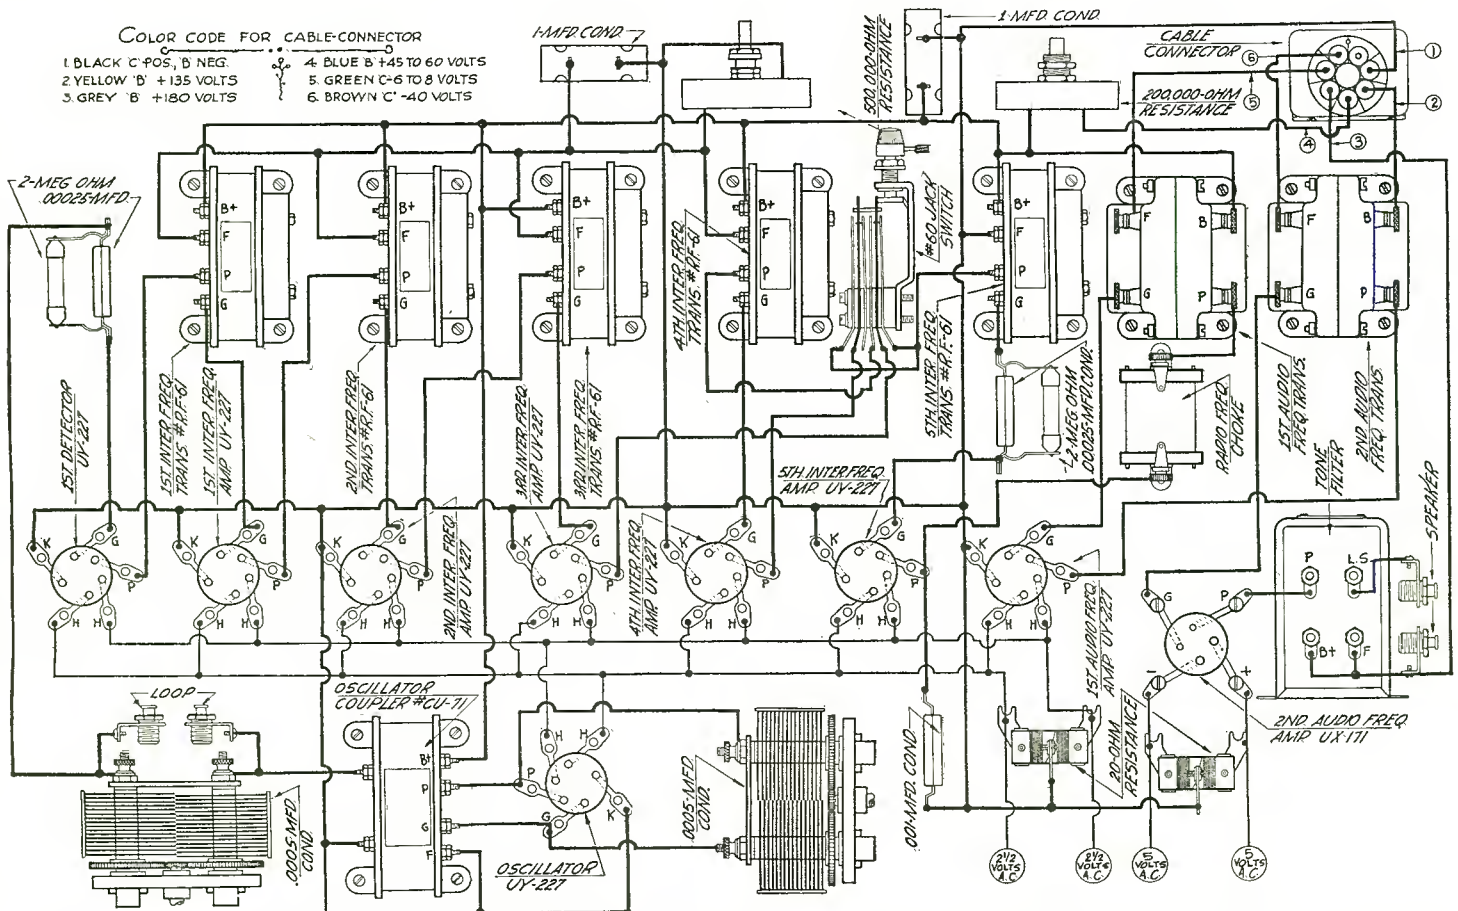 COLOR CODE FOR CABLE-CONNECTOR
1. BLACK 'C' POS., 'B' NEG.
2 YELLOW 'B' +135 VOLTS
3. GREY 'B' +180 VOLTS
4. BLUE 'B' +45 TO 60 VOLTS
5. GREEN 'C'-6 TO 8 VOLTS
6. BROWN 'C' -40 VOLTS
1-MFD. COND.
500,000-OHM
RESISTANCE
1-MFD. COND.
CABLE
CONNECTOR
200,000-OHM
RESISTANCE
6
5
4
3
1
2
2-MEG OHM
.00025-MFD.
B+
F
P
G
B+
F
P
G
B+
F
P
G
B+
F
P
G
B+
F
P
G
F
B
G
P
F
B
G
P
#60 JACK
SWITCH
1ST DETECTOR
UY-227
1ST INTER FREQ.
TRANS. #R.F-61
1ST. INTER FREQ.
AMP. UY-227
2ND INTER FREQ.
TRANS. #R.F-61
2ND. INTER FREQ.
AMP. UY-227
3RD INTER FREQ.
AMP. UY-227
3RD. INTER FREQ.
TRANS. #R.F-61
4TH INTER FREQ.
TRANS. #R.F-61
4TH INTER FREQ.
AMP. UY-227
5TH INTER FREQ.
AMP. UY-227
5TH INTER FREQ.
TRANS. #R.F-61
2-MEG. OHM
.00025-MFD COND.
RADIO FREQ.
CHOKE
1ST AUDIO
FREQ TRANS.
TONE
FILTER
2ND. AUDIO
FREQ. TRANS.
SPEAKER
K
G
P
H
H
K
G
P
H
H
K
G
P
H
H
K
G
P
H
H
K
G
P
H
H
K
G
P
H
H
K
G
P
H
H
1ST. AUDIO FREQ.
AMP. UY-227
G
P
-
+
P
L.S.
B+
F
2ND. AUDIO FREQ.
AMP. UX-171
LOOP
.0005-MFD
COND.
OSCILLATOR
COUPLER #CU-71
B+
P
G
F
H
H
P
G
K
OSCILLATOR
UY-227
.0005-MFD.
COND.
.001-MFD. COND.
20-OHM
RESISTANCE
2½
VOLTS
A.C.
2½
VOLTS
A.C.
5
VOLTS
A.C.
5
VOLTS
A.C.